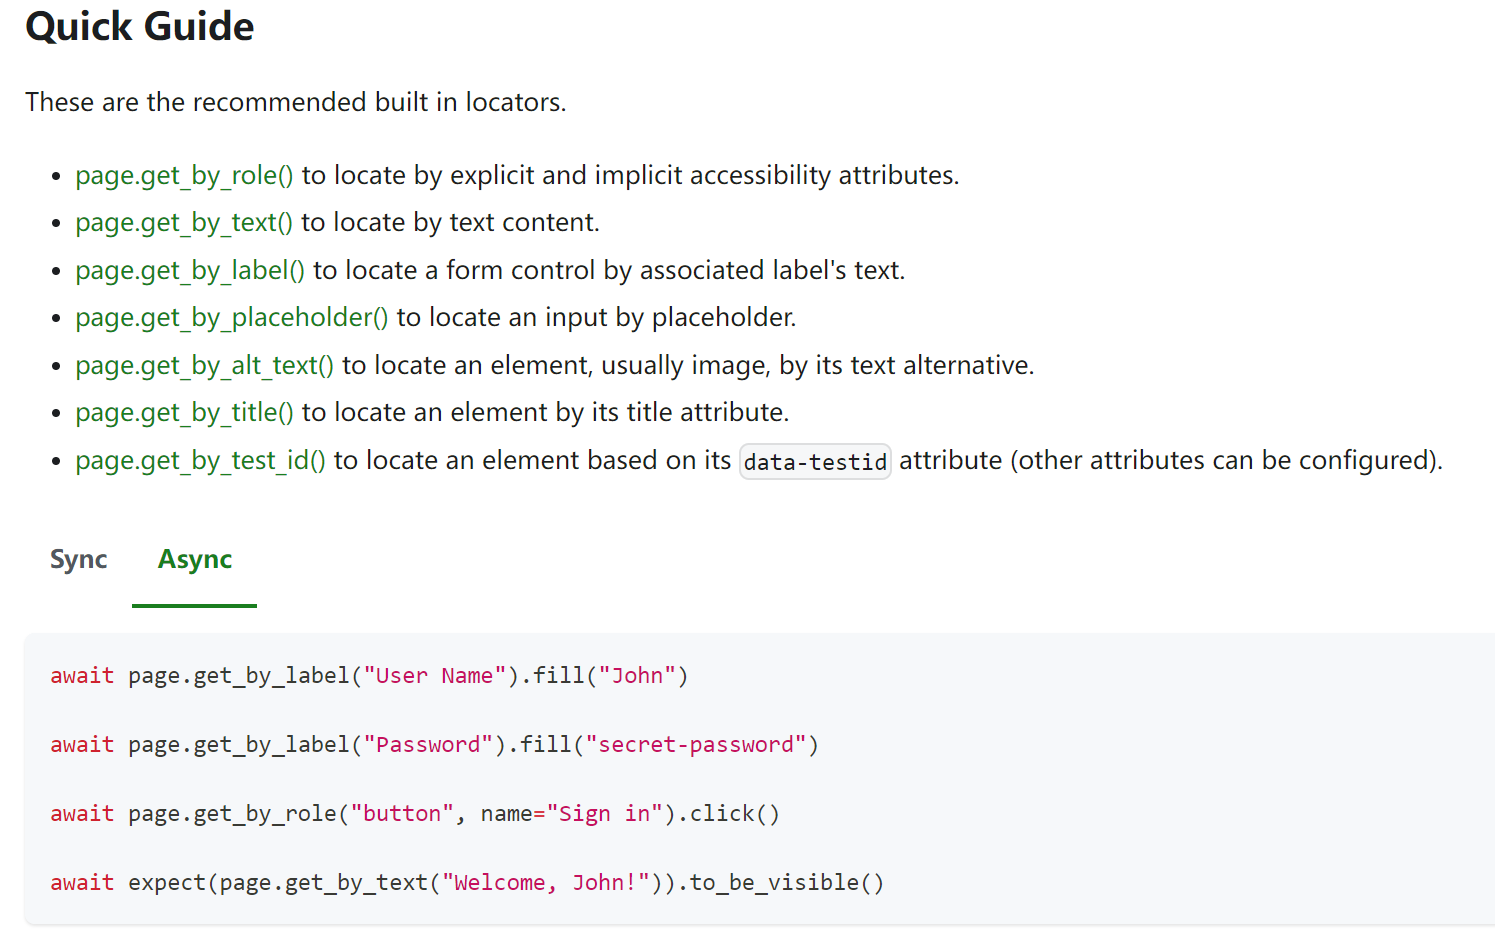 Quick Guide
These are the recommended built in locators.
• page.get_by_role() to locate by explicit and implicit accessibility attributes.
• page.get_by_text() to locate by text content.
• page.get_by_label() to locate a form control by associated label's text.
• page.get_by_placeholder() to locate an input by placeholder.
• page.get_by_alt_text() to locate an element, usually image, by its text alternative.
• page.get_by_title() to locate an element by its title attribute.
• page.get_by_test_id() to locate an element based on its data-testid attribute (other attributes can be configured).
Sync Async
await page.get_by_label("User Name").fill("John")
await page.get_by_label("Password").fill("secret-password")
await page.get_by_role("button", name="Sign in").click()
await expect(page.get_by_text("Welcome, John!")).to_be_visible()